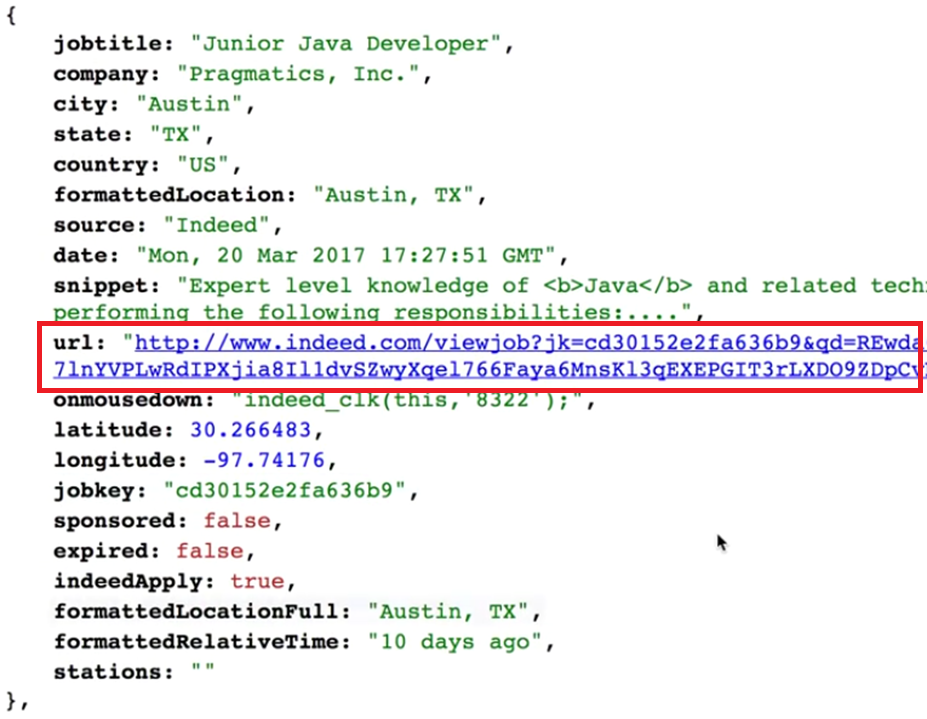 {
jobtitle: "Junior Java Developer",
company: "Pragmatics, Inc.",
city: "Austin",
state: "TX",
country: "US",
formattedLocation: "Austin, TX",
source: "Indeed",
date: "Mon, 20 Mar 2017 17:27:51 GMT",
snippet: "Expert level knowledge of <b>Java</b> and related tech
performing the following responsibilities:....",
url: "http://www.indeed.com/viewjob?jk=cd30152e2fa636b9&qd=REwda
7lnYVPLwRdIPXjia8Il1dvSZwyXqel766Faya6MnsKl3qEXEPGIT3rLXDO9ZDpCv
onmousedown: "indeed_clk(this,'8322');",
latitude: 30.266483,
longitude: -97.74176,
jobkey: "cd30152e2fa636b9",
sponsored: false,
expired: false,
indeedApply: true,
formattedLocationFull: "Austin, TX",
formattedRelativeTime: "10 days ago",
stations: ""
},